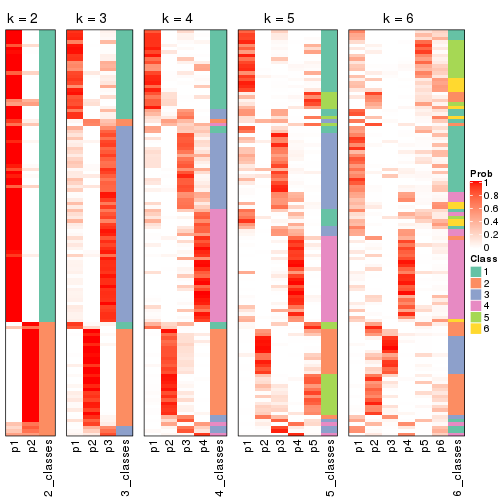 k = 2
k = 3
k = 4
k = 5
k = 6
Prob
1
0.8
0.6
0.4
0.2
0
Class
1
2
3
4
5
6
p1
p2
2_classes
p1
p2
p3
3_classes
p1
p2
p3
p4
4_classes
p1
p2
p3
p4
p5
5_classes
p1
p2
p3
p4
p5
p6
6_classes